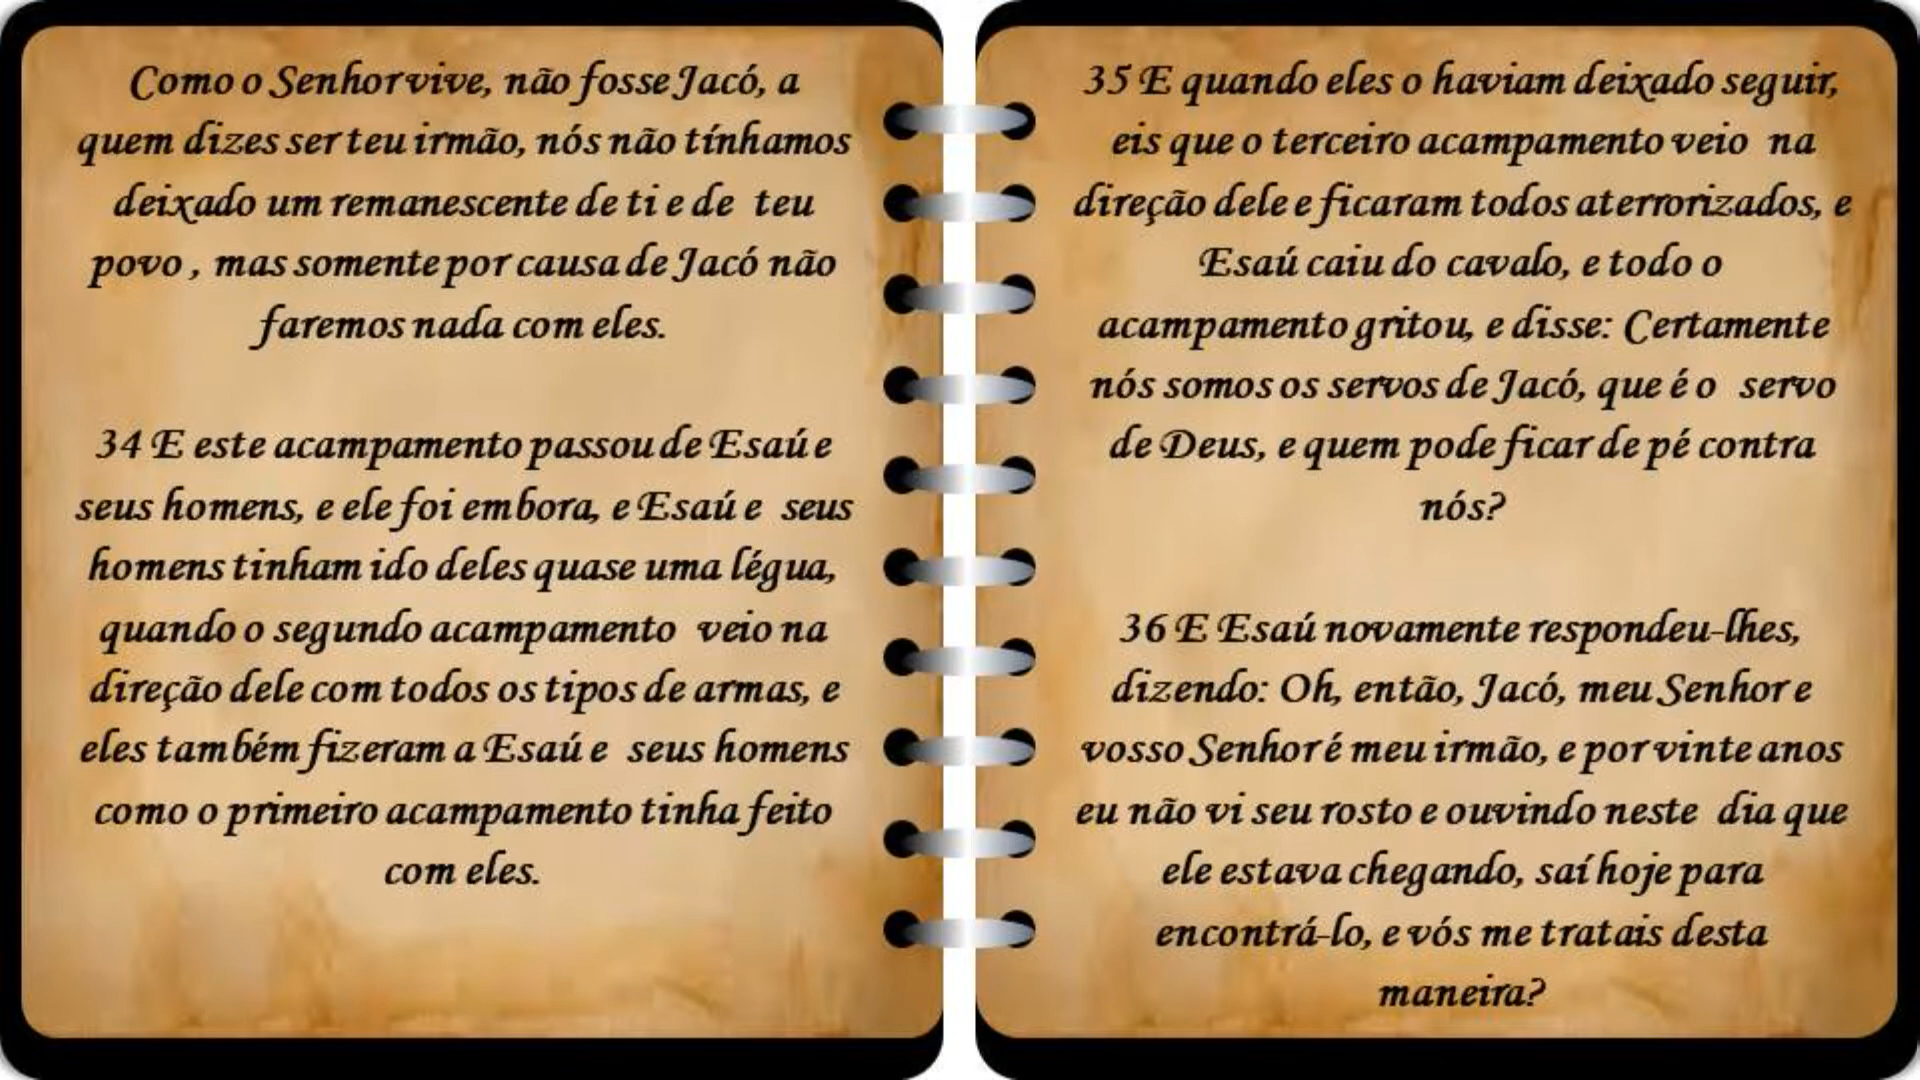 Como o Senhor vive, não fosse Jacó, a
quem dizes ser teu irmão, nós não tínhamos
deixado um remanescente de ti e de teu
povo , mas somente por causa de Jacó não
faremos nada com eles.
34 E este acampamento passou de Esaú e
seus homens, e ele foi embora, e Esaú e seus
homens tinham ido deles quase uma légua,
quando o segundo acampamento veio na
direção dele com todos os tipos de armas, e
eles também fizeram a Esaú e seus homens
como o primeiro acampamento tinha feito
com eles.
35 E quando eles o haviam deixado seguir,
eis que o terceiro acampamento veio na
direção dele e ficaram todos aterrorizados, e
Esaú caiu do cavalo, e todo o
acampamento gritou, e disse: Certamente
nós somos os servos de Jacó, que é o servo
de Deus, e quem pode ficar de pé contra
nós?
36 E Esaú novamente respondeu-lhes,
dizendo: Oh, então, Jacó, meu Senhor e
vosso Senhor é meu irmão, e por vinte anos
eu não vi seu rosto e ouvindo neste dia que
ele estava chegando, saí hoje para
encontrá-lo, e vós me tratais desta
maneira?